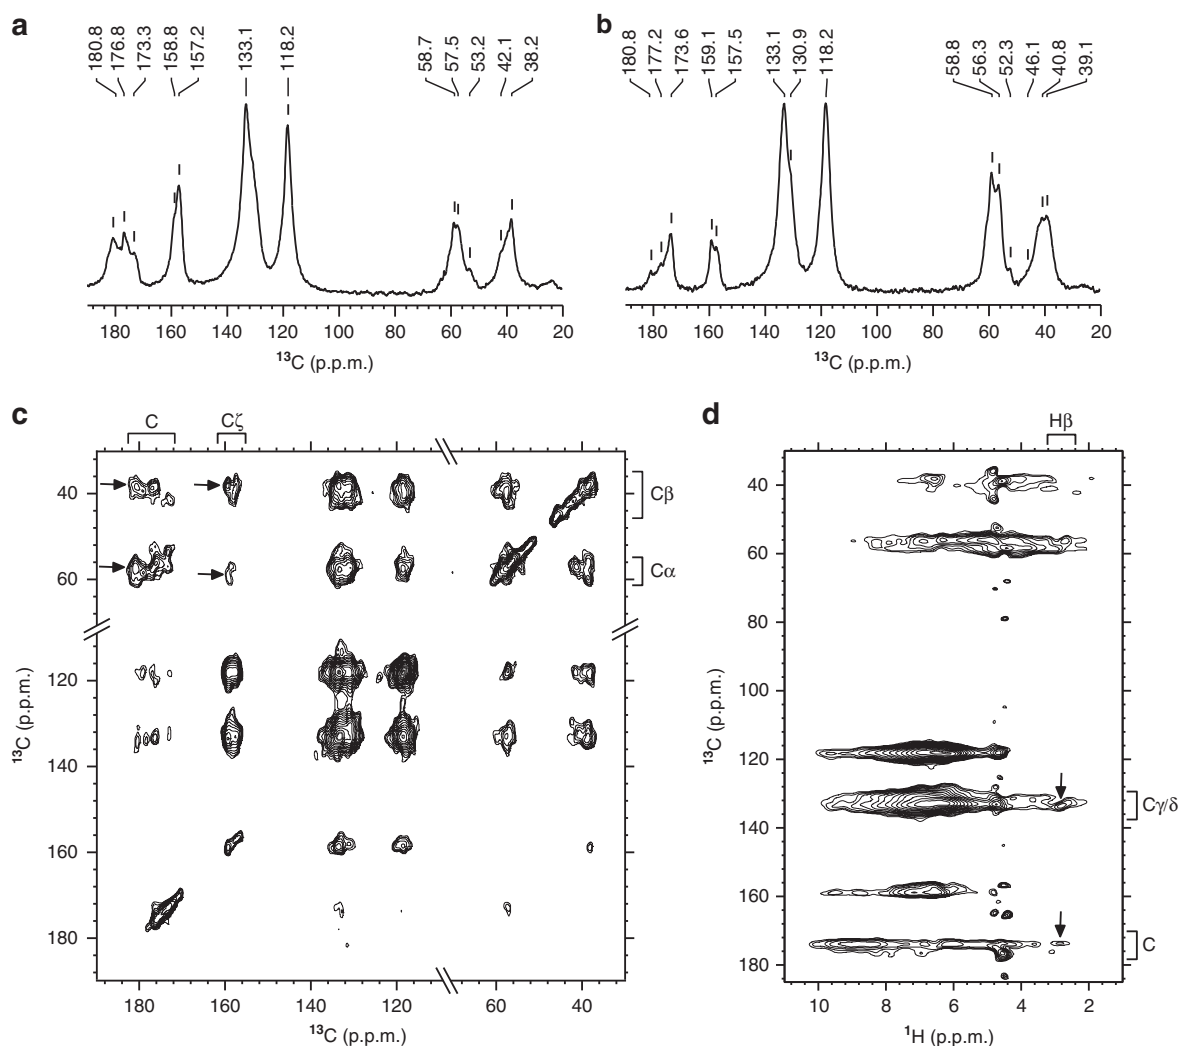 a
180.8
176.8
173.3
158.8
157.2
133.1
118.2
58.7
57.5
53.2
42.1
38.2
180 160 140 120 100 80 60 40 20
¹³C (p.p.m.)
b
180.8
177.2
173.6
159.1
157.5
133.1
130.9
118.2
58.8
56.3
52.3
46.1
40.8
39.1
180 160 140 120 100 80 60 40 20
¹³C (p.p.m.)
c
C
Cζ
40
60
120
140
160
180
¹³C (p.p.m.)
Cβ
Cα
180 160 140 120 60 40
¹³C (p.p.m.)
d
Hβ
40
60
80
100
120
140
160
180
¹³C (p.p.m.)
Cγ/δ
C
10 8 6 4 2
¹H (p.p.m.)